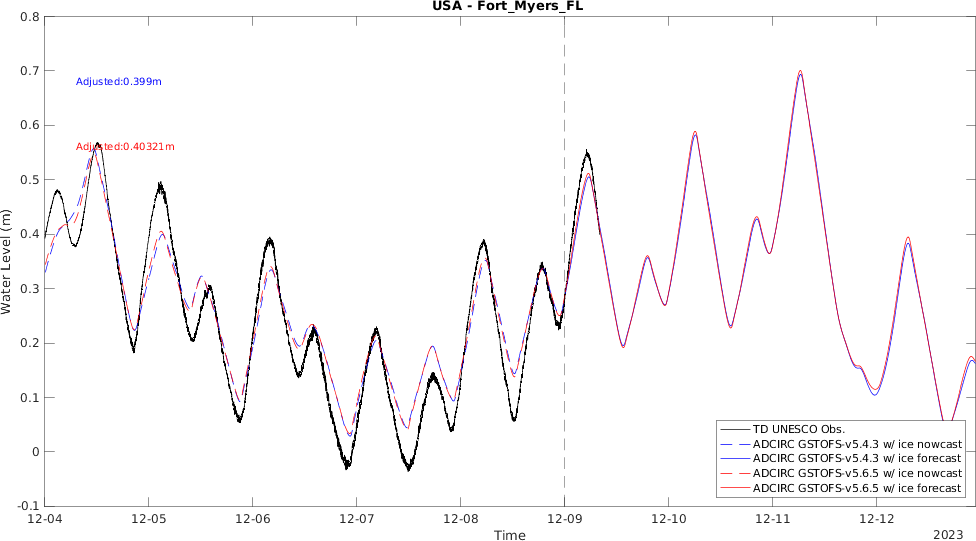 USA - Fort_Myers_FL
0.8
0.7
0.6
0.5
0.4
0.3
0.2
0.1
0
-0.1
Water Level (m)
Adjusted:0.399m
Adjusted:0.40321m
TD UNESCO Obs.
ADCIRC GSTOFS-v5.4.3 w/ ice nowcast
ADCIRC GSTOFS-v5.4.3 w/ ice forecast
ADCIRC GSTOFS-v5.6.5 w/ ice nowcast
ADCIRC GSTOFS-v5.6.5 w/ ice forecast
12-04 12-05 12-06 12-07 12-08 12-09 12-10 12-11 12-12
Time
2023